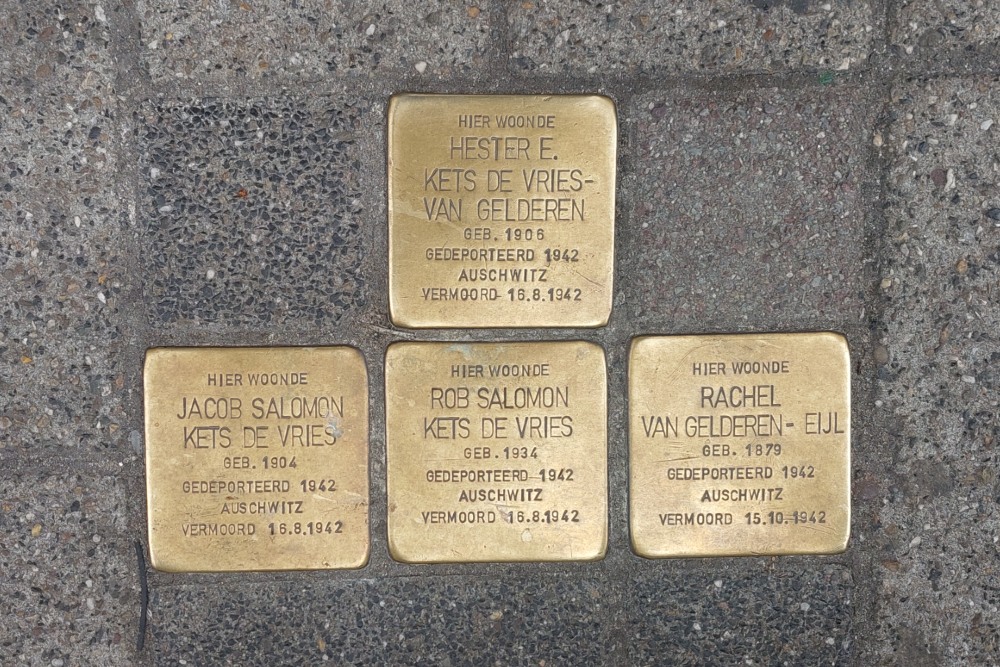 HIER WOONDE
HESTER E.
KETS DE VRIES-
VAN GELDEREN
GEB. 1906
GEDEPORTEERD 1942
AUSCHWITZ
VERMOORD 16.8.1942
HIER WOONDE
JACOB SALOMON
KETS DE VRIES
GEB. 1904
GEDEPORTEERD 1942
AUSCHWITZ
VERMOORD 16.8.1942
HIER WOONDE
ROB SALOMON
KETS DE VRIES
GEB. 1934
GEDEPORTEERD 1942
AUSCHWITZ
VERMOORD 16.8.1942
HIER WOONDE
RACHEL
VAN GELDEREN - EIJL
GEB. 1879
GEDEPORTEERD 1942
AUSCHWITZ
VERMOORD 15.10.1942